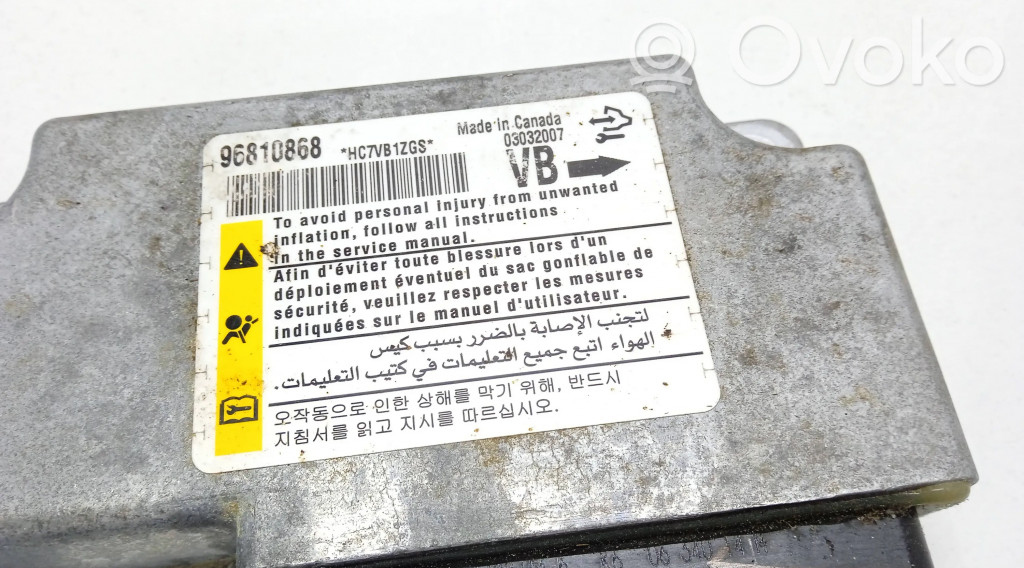 Ovoko
Made in Canada
96810868 *HC7VB1ZGS* 03032007
VB
To avoid personal injury from unwanted
inflation, follow all instructions
in the service manual.
Afin d'éviter toute blessure lors d'un
déploiement éventuel du sac gonflable de
sécurité, veuillez respecter les mesures
indiquées sur le manuel d'utilisateur.
لتجنب الإصابة بالضرر بسبب كيس
الهواء اتبع جميع التعليمات في كتيب التعليمات.
오작동으로 인한 상해를 막기 위해, 반드시
지침서를 읽고 지시를 따르십시오.